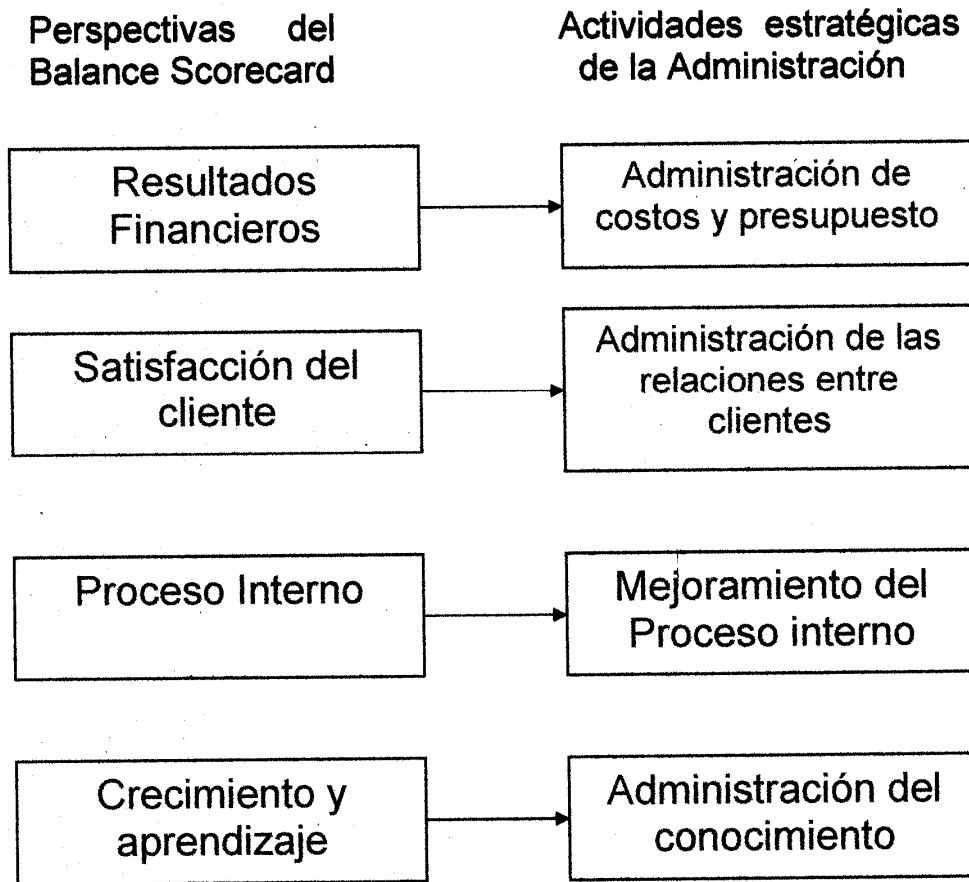 Perspectivas del
Balance Scorecard
Actividades estratégicas
de la Administración
Resultados
Financieros
Administración de
costos y presupuesto
Satisfacción del
cliente
Administración de las
relaciones entre
clientes
Proceso Interno
Mejoramiento del
Proceso interno
Crecimiento y
aprendizaje
Administración del
conocimiento